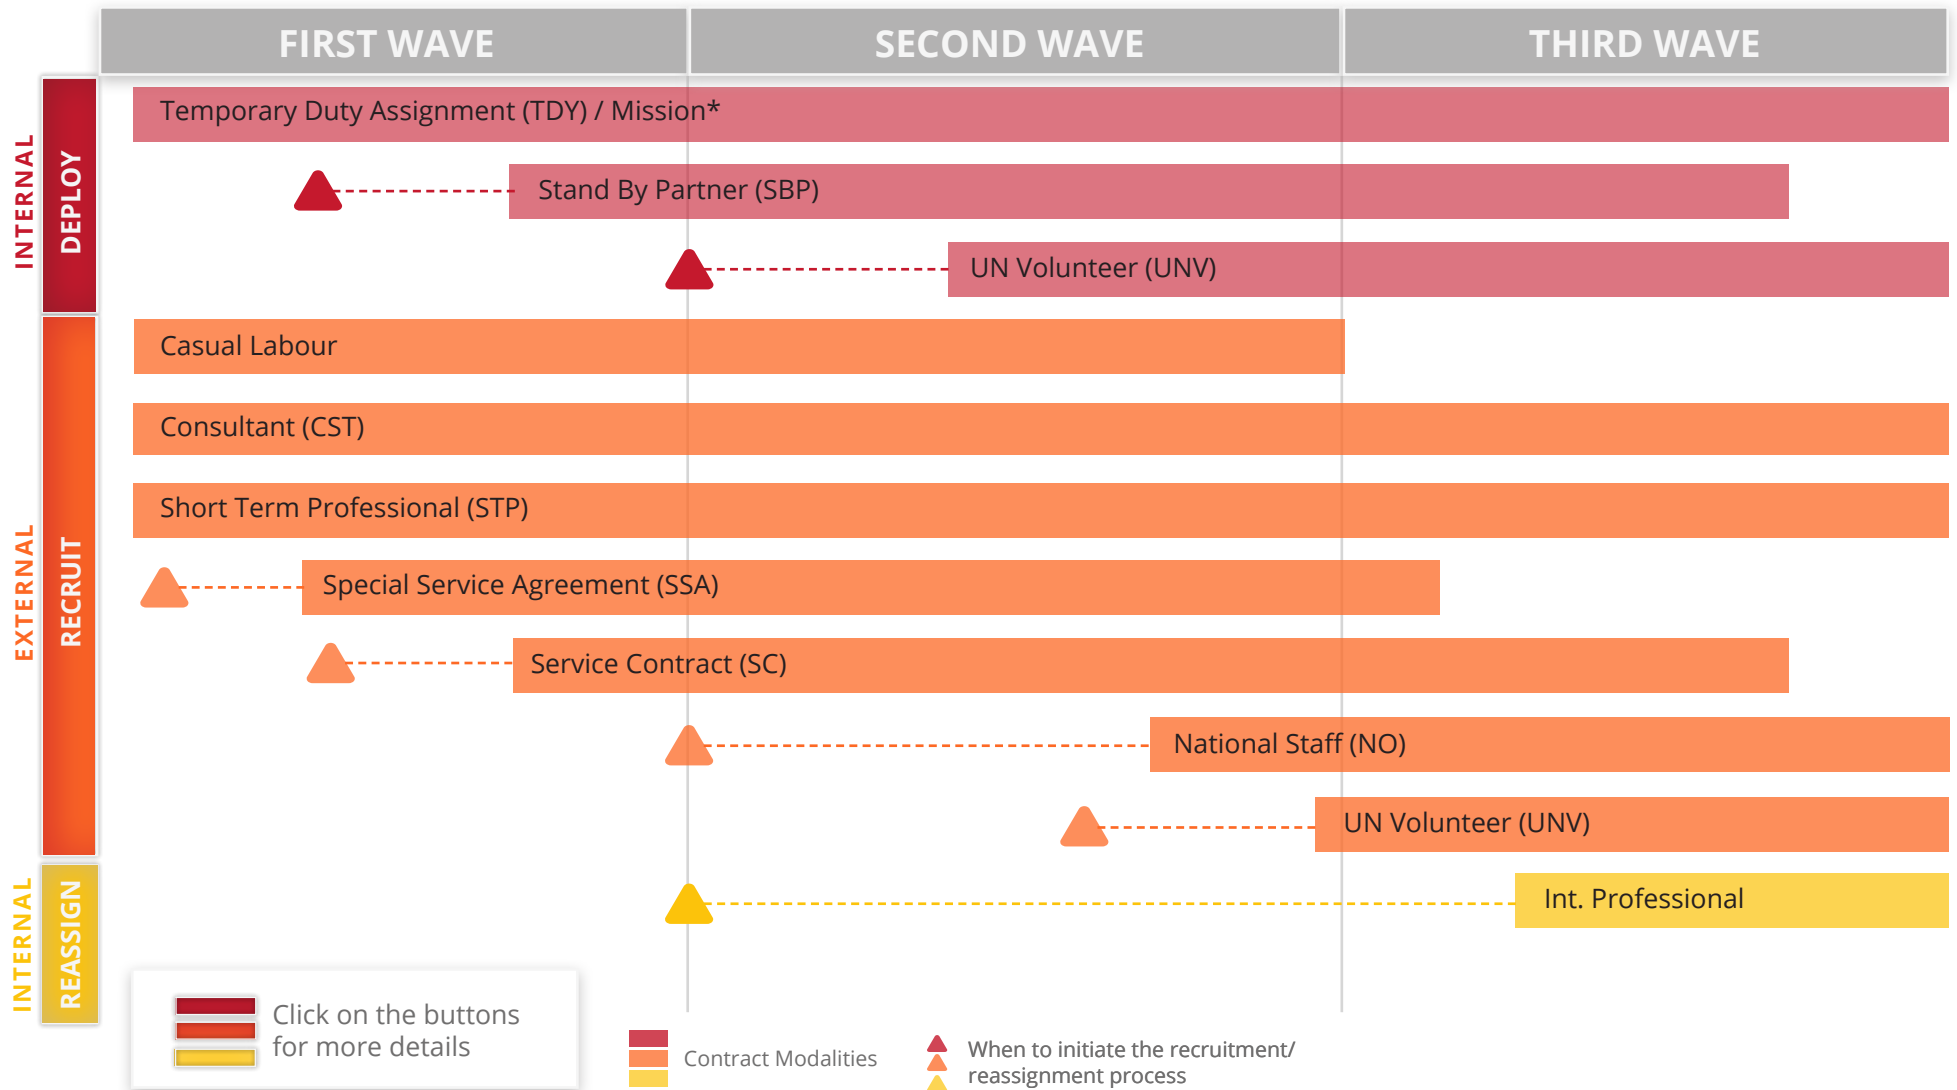 FIRST WAVE
SECOND WAVE
THIRD WAVE
INTERNAL
DEPLOY
Temporary Duty Assignment (TDY) / Mission*
Stand By Partner (SBP)
UN Volunteer (UNV)
EXTERNAL
RECRUIT
Casual Labour
Consultant (CST)
Short Term Professional (STP)
Special Service Agreement (SSA)
Service Contract (SC)
National Staff (NO)
UN Volunteer (UNV)
INTERNAL
REASSIGN
Int. Professional
Click on the buttons
for more details
Contract Modalities
When to initiate the recruitment/
reassignment process